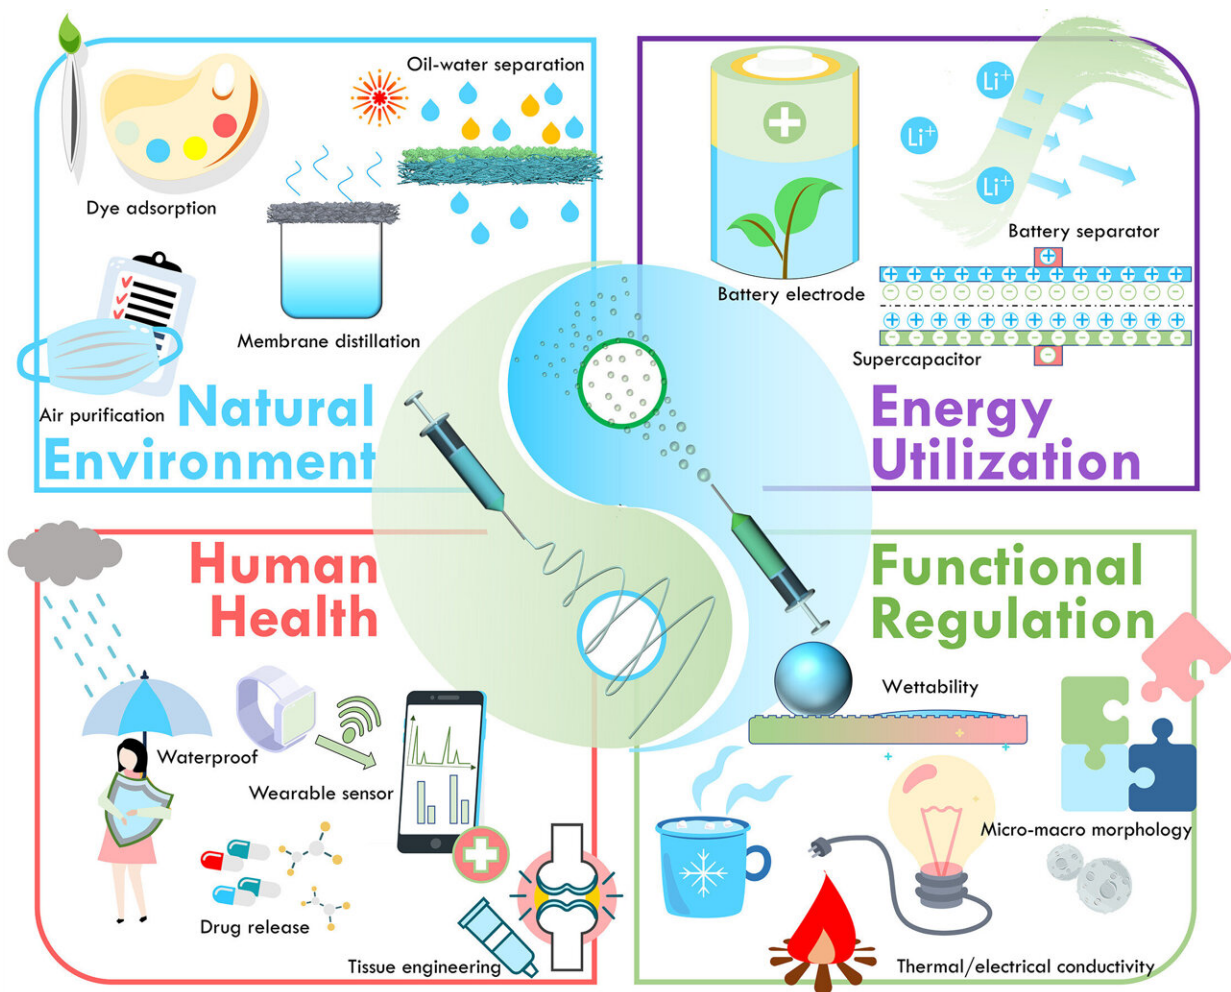 Oil-water separation
Dye adsorption
Membrane distillation
Air purification
Natural
Environment
Li⁺
Li⁺
Li⁺
Battery separator
Battery electrode
Supercapacitor
Energy
Utilization
Human
Health
Waterproof
Wearable sensor
Drug release
Tissue engineering
Functional
Regulation
Wettability
Micro-macro morphology
Thermal/electrical conductivity